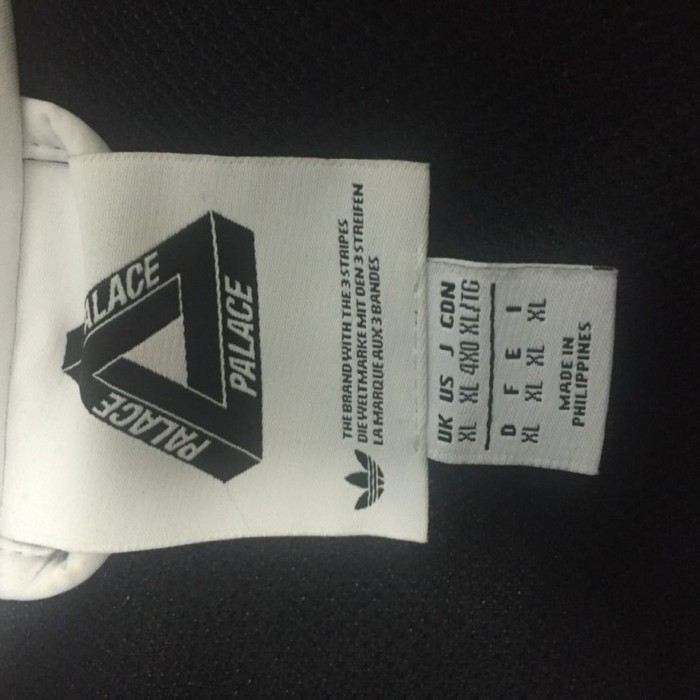 PALACE
PALACE
PALACE
THE BRAND WITH THE 3 STRIPES
DIE WELTMARKE MIT DEN 3 STREIFEN
LA MARQUE AUX 3 BANDES
UK US J CDN
XL XL 4XO XL/TG
D F E I
XL XL XL XL
MADE IN
PHILIPPINES